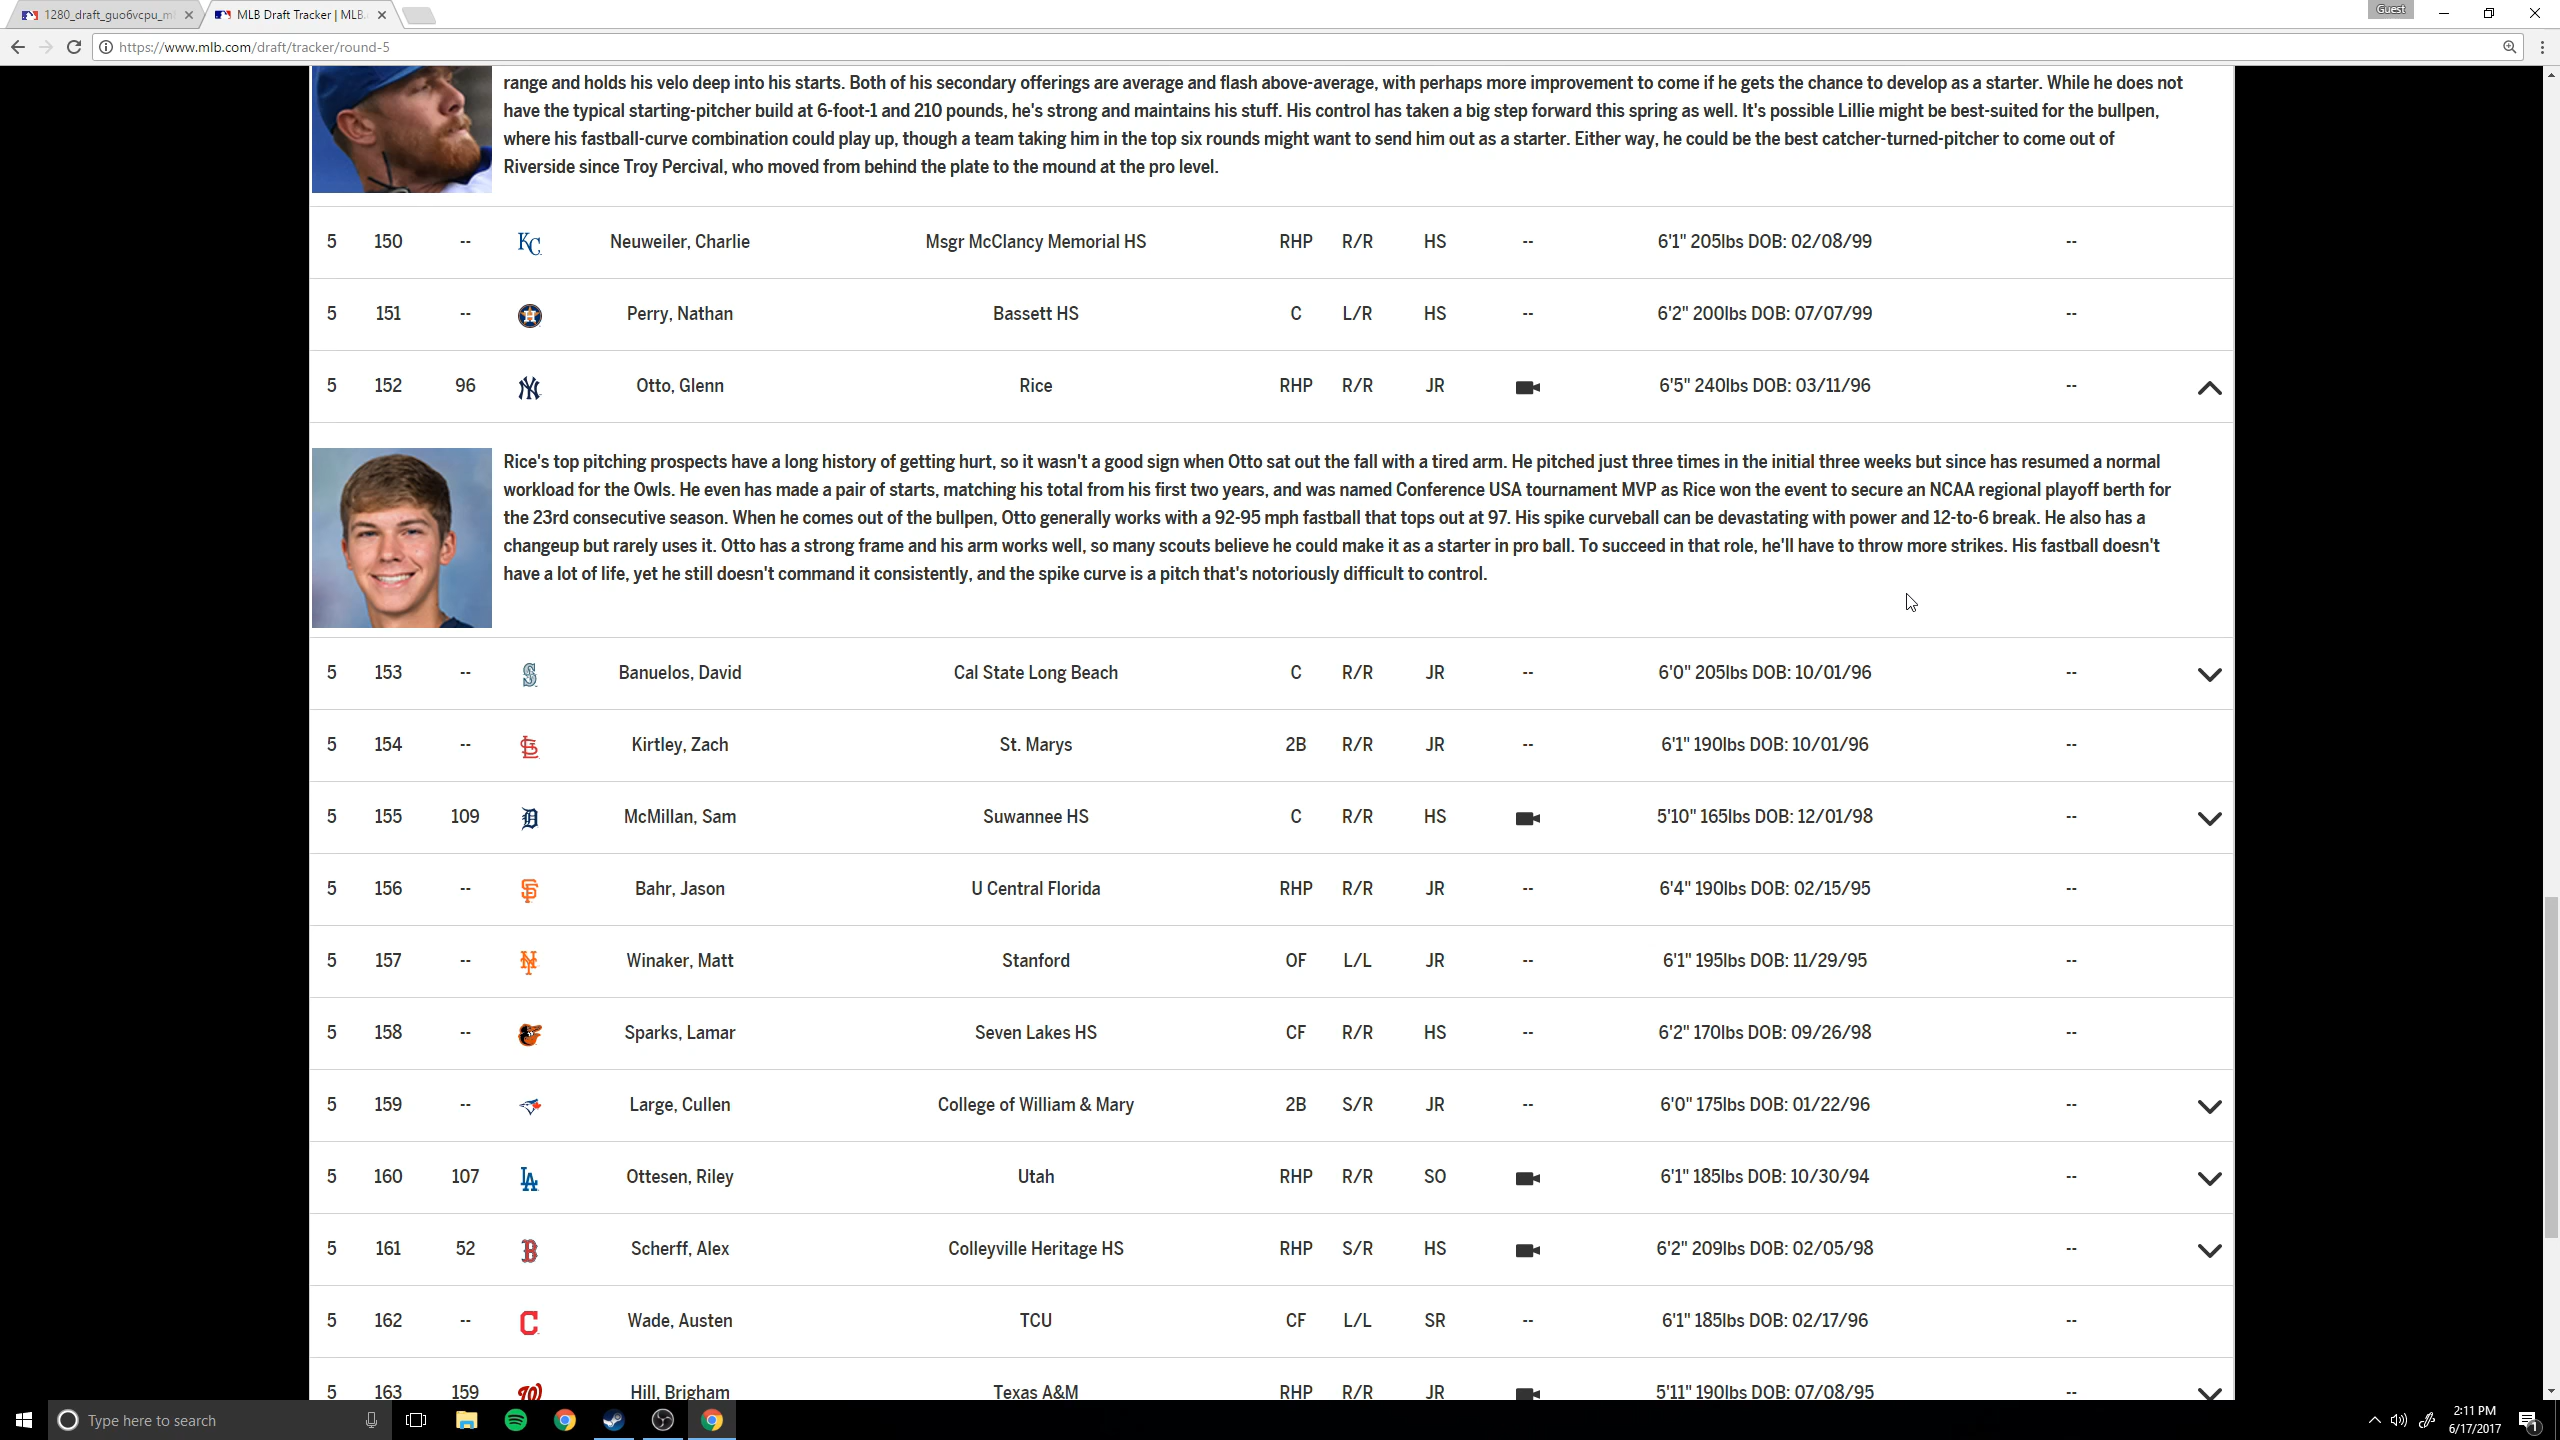 1280_draft_guo6vcpu_ml
MLB Draft Tracker | MLB.
Guest
https://www.mlb.com/draft/tracker/round-5
range and holds his velo deep into his starts. Both of his secondary offerings are average and flash above-average, with perhaps more improvement to come if he gets the chance to develop as a starter. While he does not
have the typical starting-pitcher build at 6-foot-1 and 210 pounds, he's strong and maintains his stuff. His control has taken a big step forward this spring as well. It's possible Lillie might be best-suited for the bullpen,
where his fastball-curve combination could play up, though a team taking him in the top six rounds might want to send him out as a starter. Either way, he could be the best catcher-turned-pitcher to come out of
Riverside since Troy Percival, who moved from behind the plate to the mound at the pro level.
5 150 -- KC Neuweiler, Charlie Msgr McClancy Memorial HS RHP R/R HS -- 6'1" 205lbs DOB: 02/08/99 --
5 151 -- H Perry, Nathan Bassett HS C L/R HS -- 6'2" 200lbs DOB: 07/07/99 --
5 152 96 NY Otto, Glenn Rice RHP R/R JR 6'5" 240lbs DOB: 03/11/96 --
Rice's top pitching prospects have a long history of getting hurt, so it wasn't a good sign when Otto sat out the fall with a tired arm. He pitched just three times in the initial three weeks but since has resumed a normal
workload for the Owls. He even has made a pair of starts, matching his total from his first two years, and was named Conference USA tournament MVP as Rice won the event to secure an NCAA regional playoff berth for
the 23rd consecutive season. When he comes out of the bullpen, Otto generally works with a 92-95 mph fastball that tops out at 97. His spike curveball can be devastating with power and 12-to-6 break. He also has a
changeup but rarely uses it. Otto has a strong frame and his arm works well, so many scouts believe he could make it as a starter in pro ball. To succeed in that role, he'll have to throw more strikes. His fastball doesn't
have a lot of life, yet he still doesn't command it consistently, and the spike curve is a pitch that's notoriously difficult to control.
5 153 -- S Banuelos, David Cal State Long Beach C R/R JR -- 6'0" 205lbs DOB: 10/01/96 --
5 154 -- STL Kirtley, Zach St. Marys 2B R/R JR -- 6'1" 190lbs DOB: 10/01/96 --
5 155 109 D McMillan, Sam Suwannee HS C R/R HS 5'10" 165lbs DOB: 12/01/98 --
5 156 -- SF Bahr, Jason U Central Florida RHP R/R JR -- 6'4" 190lbs DOB: 02/15/95 --
5 157 -- NY Winaker, Matt Stanford OF L/L JR -- 6'1" 195lbs DOB: 11/29/95 --
5 158 -- Sparks, Lamar Seven Lakes HS CF R/R HS -- 6'2" 170lbs DOB: 09/26/98 --
5 159 -- Large, Cullen College of William & Mary 2B S/R JR -- 6'0" 175lbs DOB: 01/22/96 --
5 160 107 LA Ottesen, Riley Utah RHP R/R SO 6'1" 185lbs DOB: 10/30/94 --
5 161 52 B Scherff, Alex Colleyville Heritage HS RHP S/R HS 6'2" 209lbs DOB: 02/05/98 --
5 162 -- C Wade, Austen TCU CF L/L SR -- 6'1" 185lbs DOB: 02/17/96 --
5 163 159 W Hill, Brigham Texas A&M RHP R/R JR 5'11" 190lbs DOB: 07/08/95 --
Type here to search
2:11 PM
6/17/2017
1